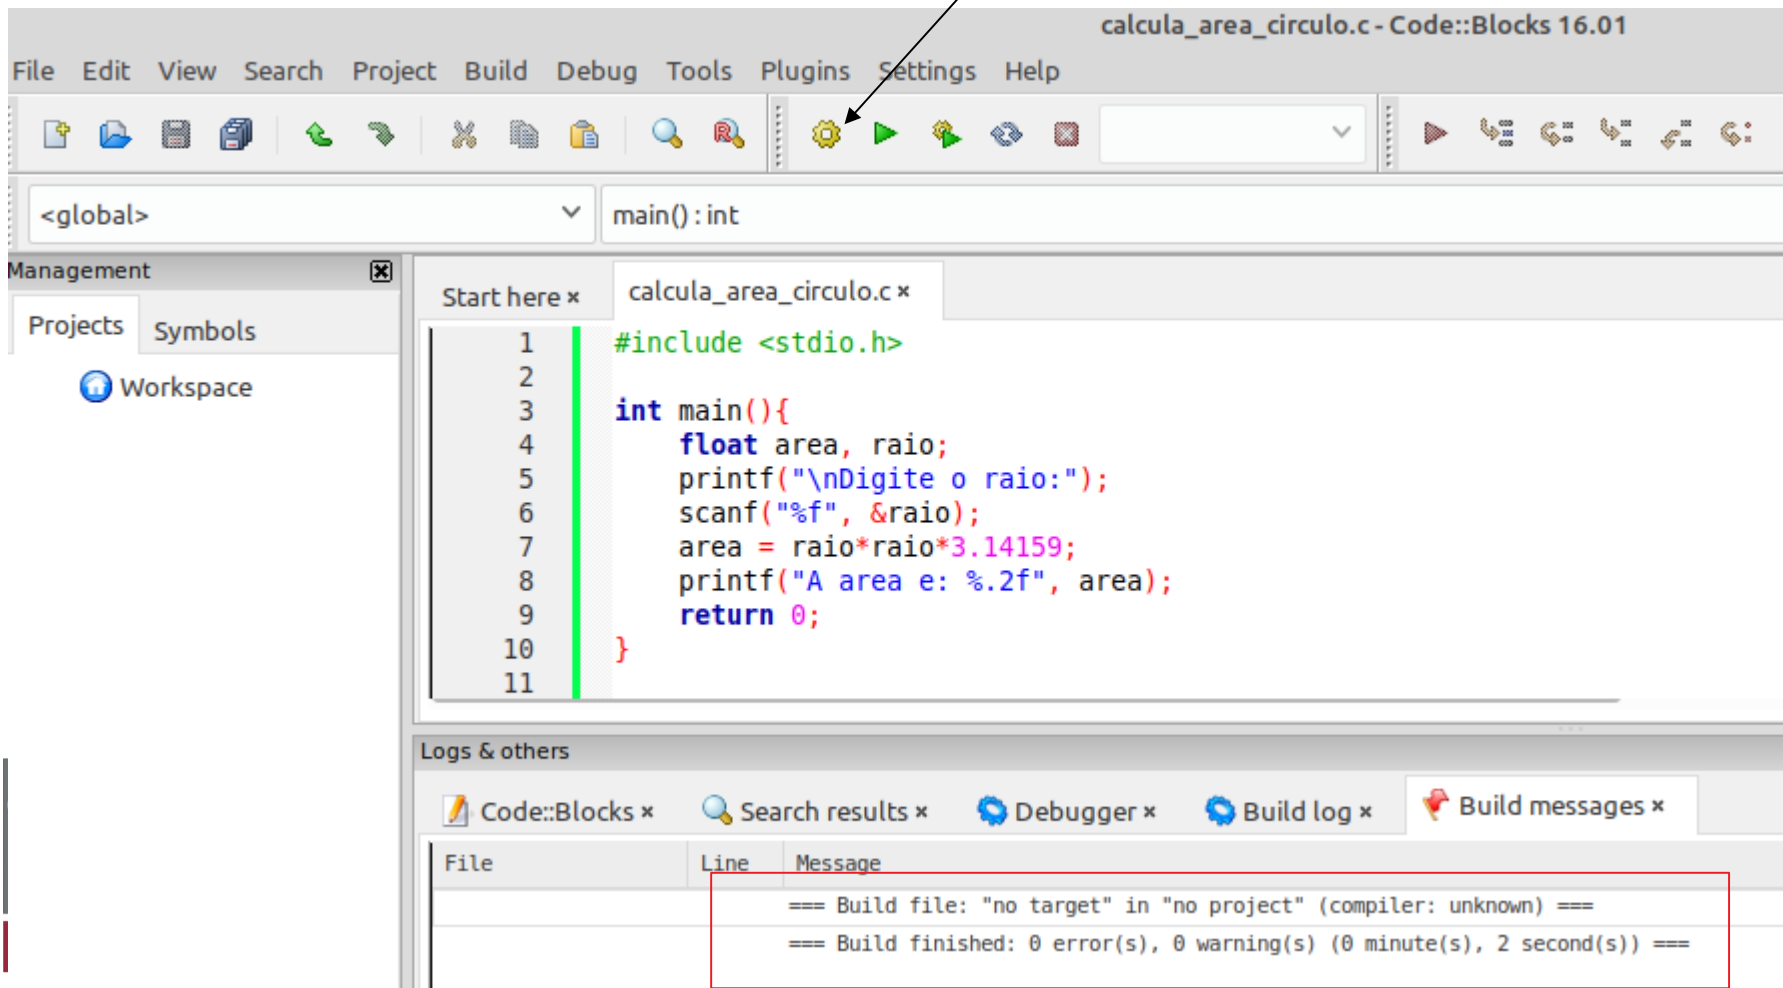 calcula_area_circulo.c - Code::Blocks 16.01
File Edit View Search Project Build Debug Tools Plugins Settings Help
<global> main() : int
Management
Projects Symbols
Workspace
Start here calcula_area_circulo.c
1 #include <stdio.h>
2
3 int main(){
4 float area, raio;
5 printf("\nDigite o raio:");
6 scanf("%f", &raio);
7 area = raio*raio*3.14159;
8 printf("A area e: %.2f", area);
9 return 0;
10 }
11
Logs & others
Code::Blocks Search results Debugger Build log Build messages
File Line Message
=== Build file: "no target" in "no project" (compiler: unknown) ===
=== Build finished: 0 error(s), 0 warning(s) (0 minute(s), 2 second(s)) ===